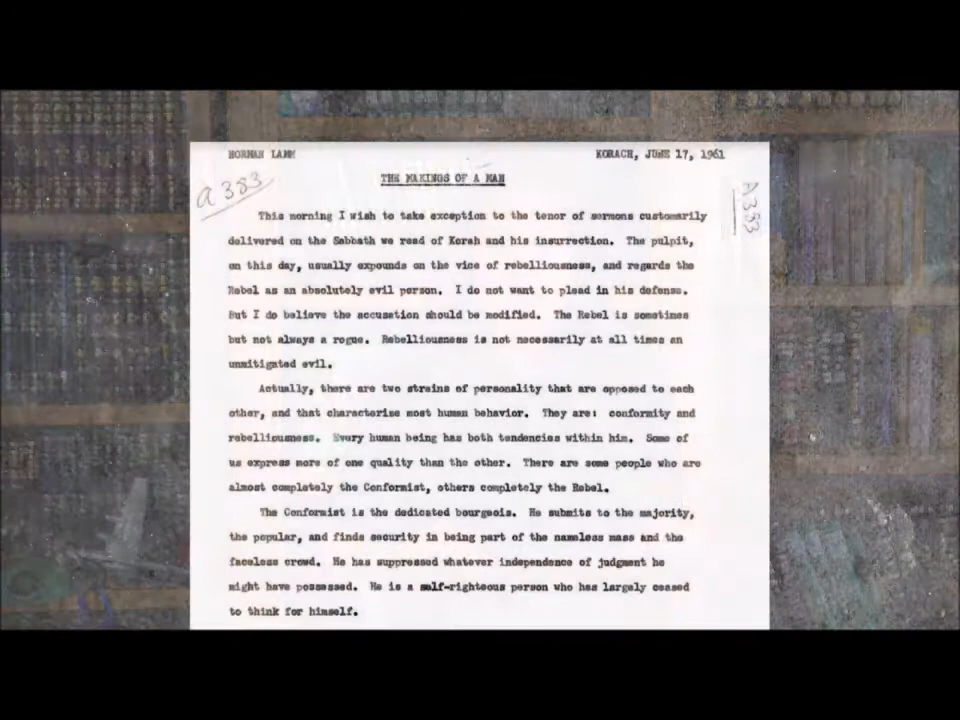 NORMAN LAMM KORACH, JUNE 17, 1961
THE MAKINGS OF A MAN
a 383
A383
This morning I wish to take exception to the tenor of sermons customarily
delivered on the Sabbath we read of Korah and his insurrection. The pulpit,
on this day, usually expounds on the vice of rebelliousness, and regards the
Rebel as an absolutely evil person. I do not want to plead in his defense.
But I do believe the accusation should be modified. The Rebel is sometimes
but not always a rogue. Rebelliousness is not necessarily at all times an
unmitigated evil.
Actually, there are two strains of personality that are opposed to each
other, and that characterize most human behavior. They are: conformity and
rebelliousness. Every human being has both tendencies within him. Some of
us express more of one quality than the other. There are some people who are
almost completely the Conformist, others completely the Rebel.
The Conformist is the dedicated bourgeois. He submits to the majority,
the popular, and finds security in being part of the nameless mass and the
faceless crowd. He has suppressed whatever independence of judgment he
might have possessed. He is a self-righteous person who has largely ceased
to think for himself.